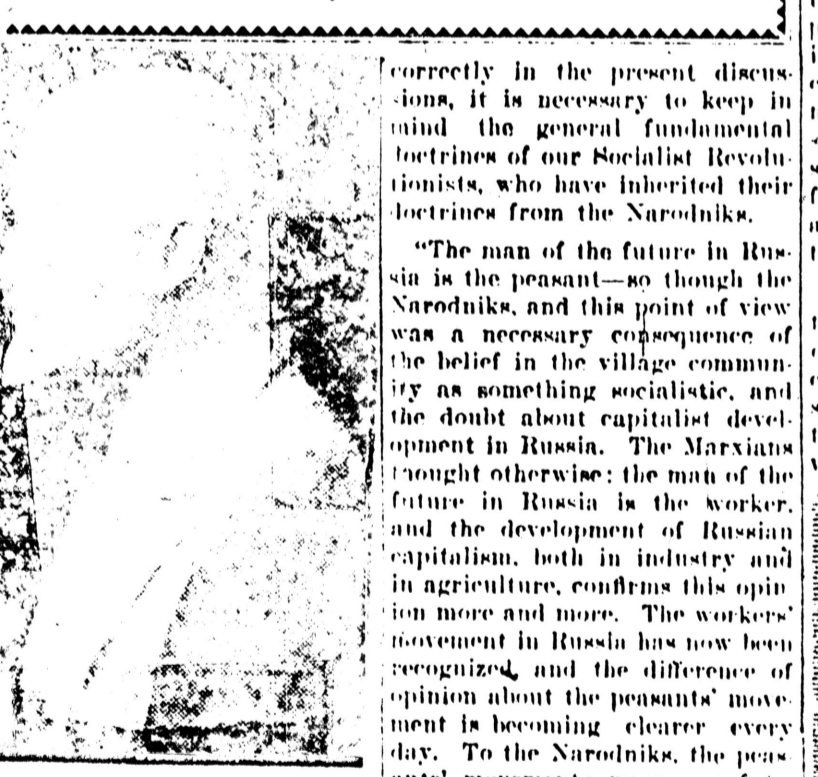 correctly in the present discus-
sions, it is necessary to keep in
mind the general fundamental
doctrines of our Socialist Revolu-
tionists, who have inherited their
doctrines from the Narodniks.
"The man of the future in Rus-
sia is the peasant—so though the
Narodniks, and this point of view
was a necessary consequence of
the belief in the village commun-
ity as something socialistic, and
the doubt about capitalist devel-
opment in Russia. The Marxians
thought otherwise; the man of the
future in Russia is the worker,
and the development of Russian
capitalism, both in industry and
in agriculture, confirms this opin
ion more and more. The workers'
movement in Russia has now been
recognized, and the difference of
opinion about the peasants' move-
ment is becoming clearer every
day. To the Narodniks, the peas-